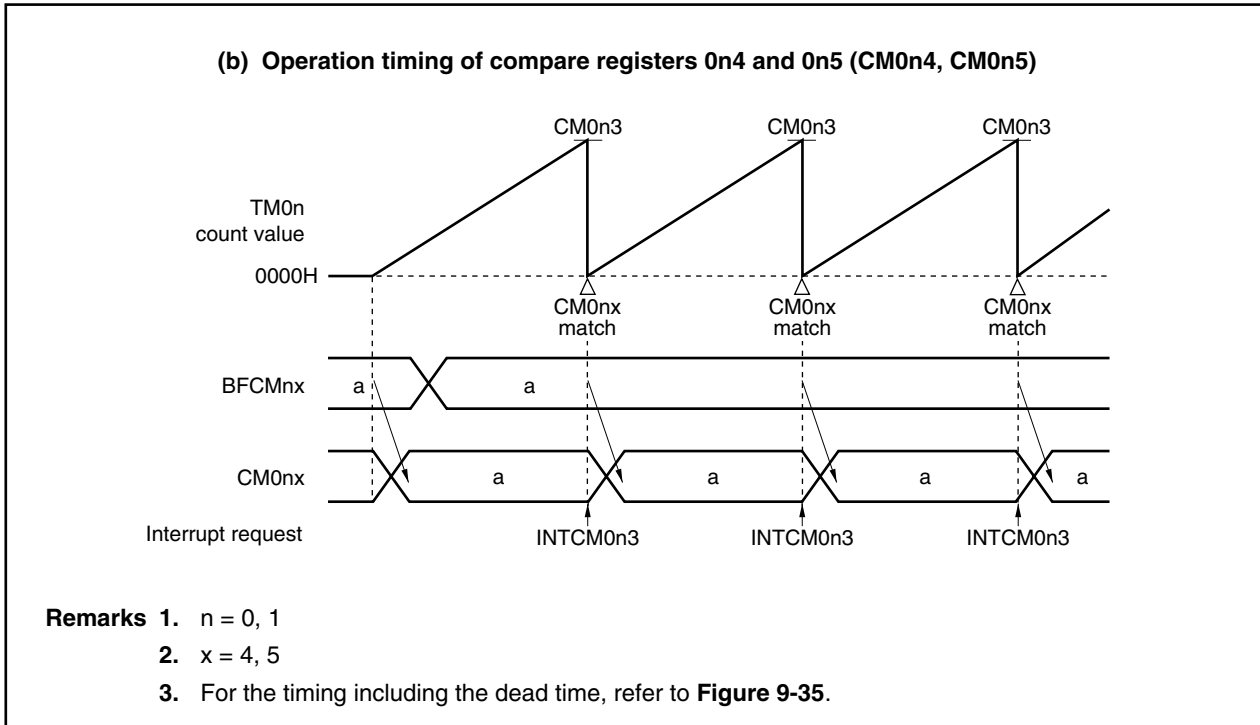 (b) Operation timing of compare registers 0n4 and 0n5 (CM0n4, CM0n5)
CM0n3 CM0n3 CM0n3
TM0n
count value
0000H
CM0nx CM0nx CM0nx
match match match
BFCMnx a a
CM0nx a a a a
Interrupt request INTCM0n3 INTCM0n3 INTCM0n3
Remarks 1. n = 0, 1
2. x = 4, 5
3. For the timing including the dead time, refer to Figure 9-35.